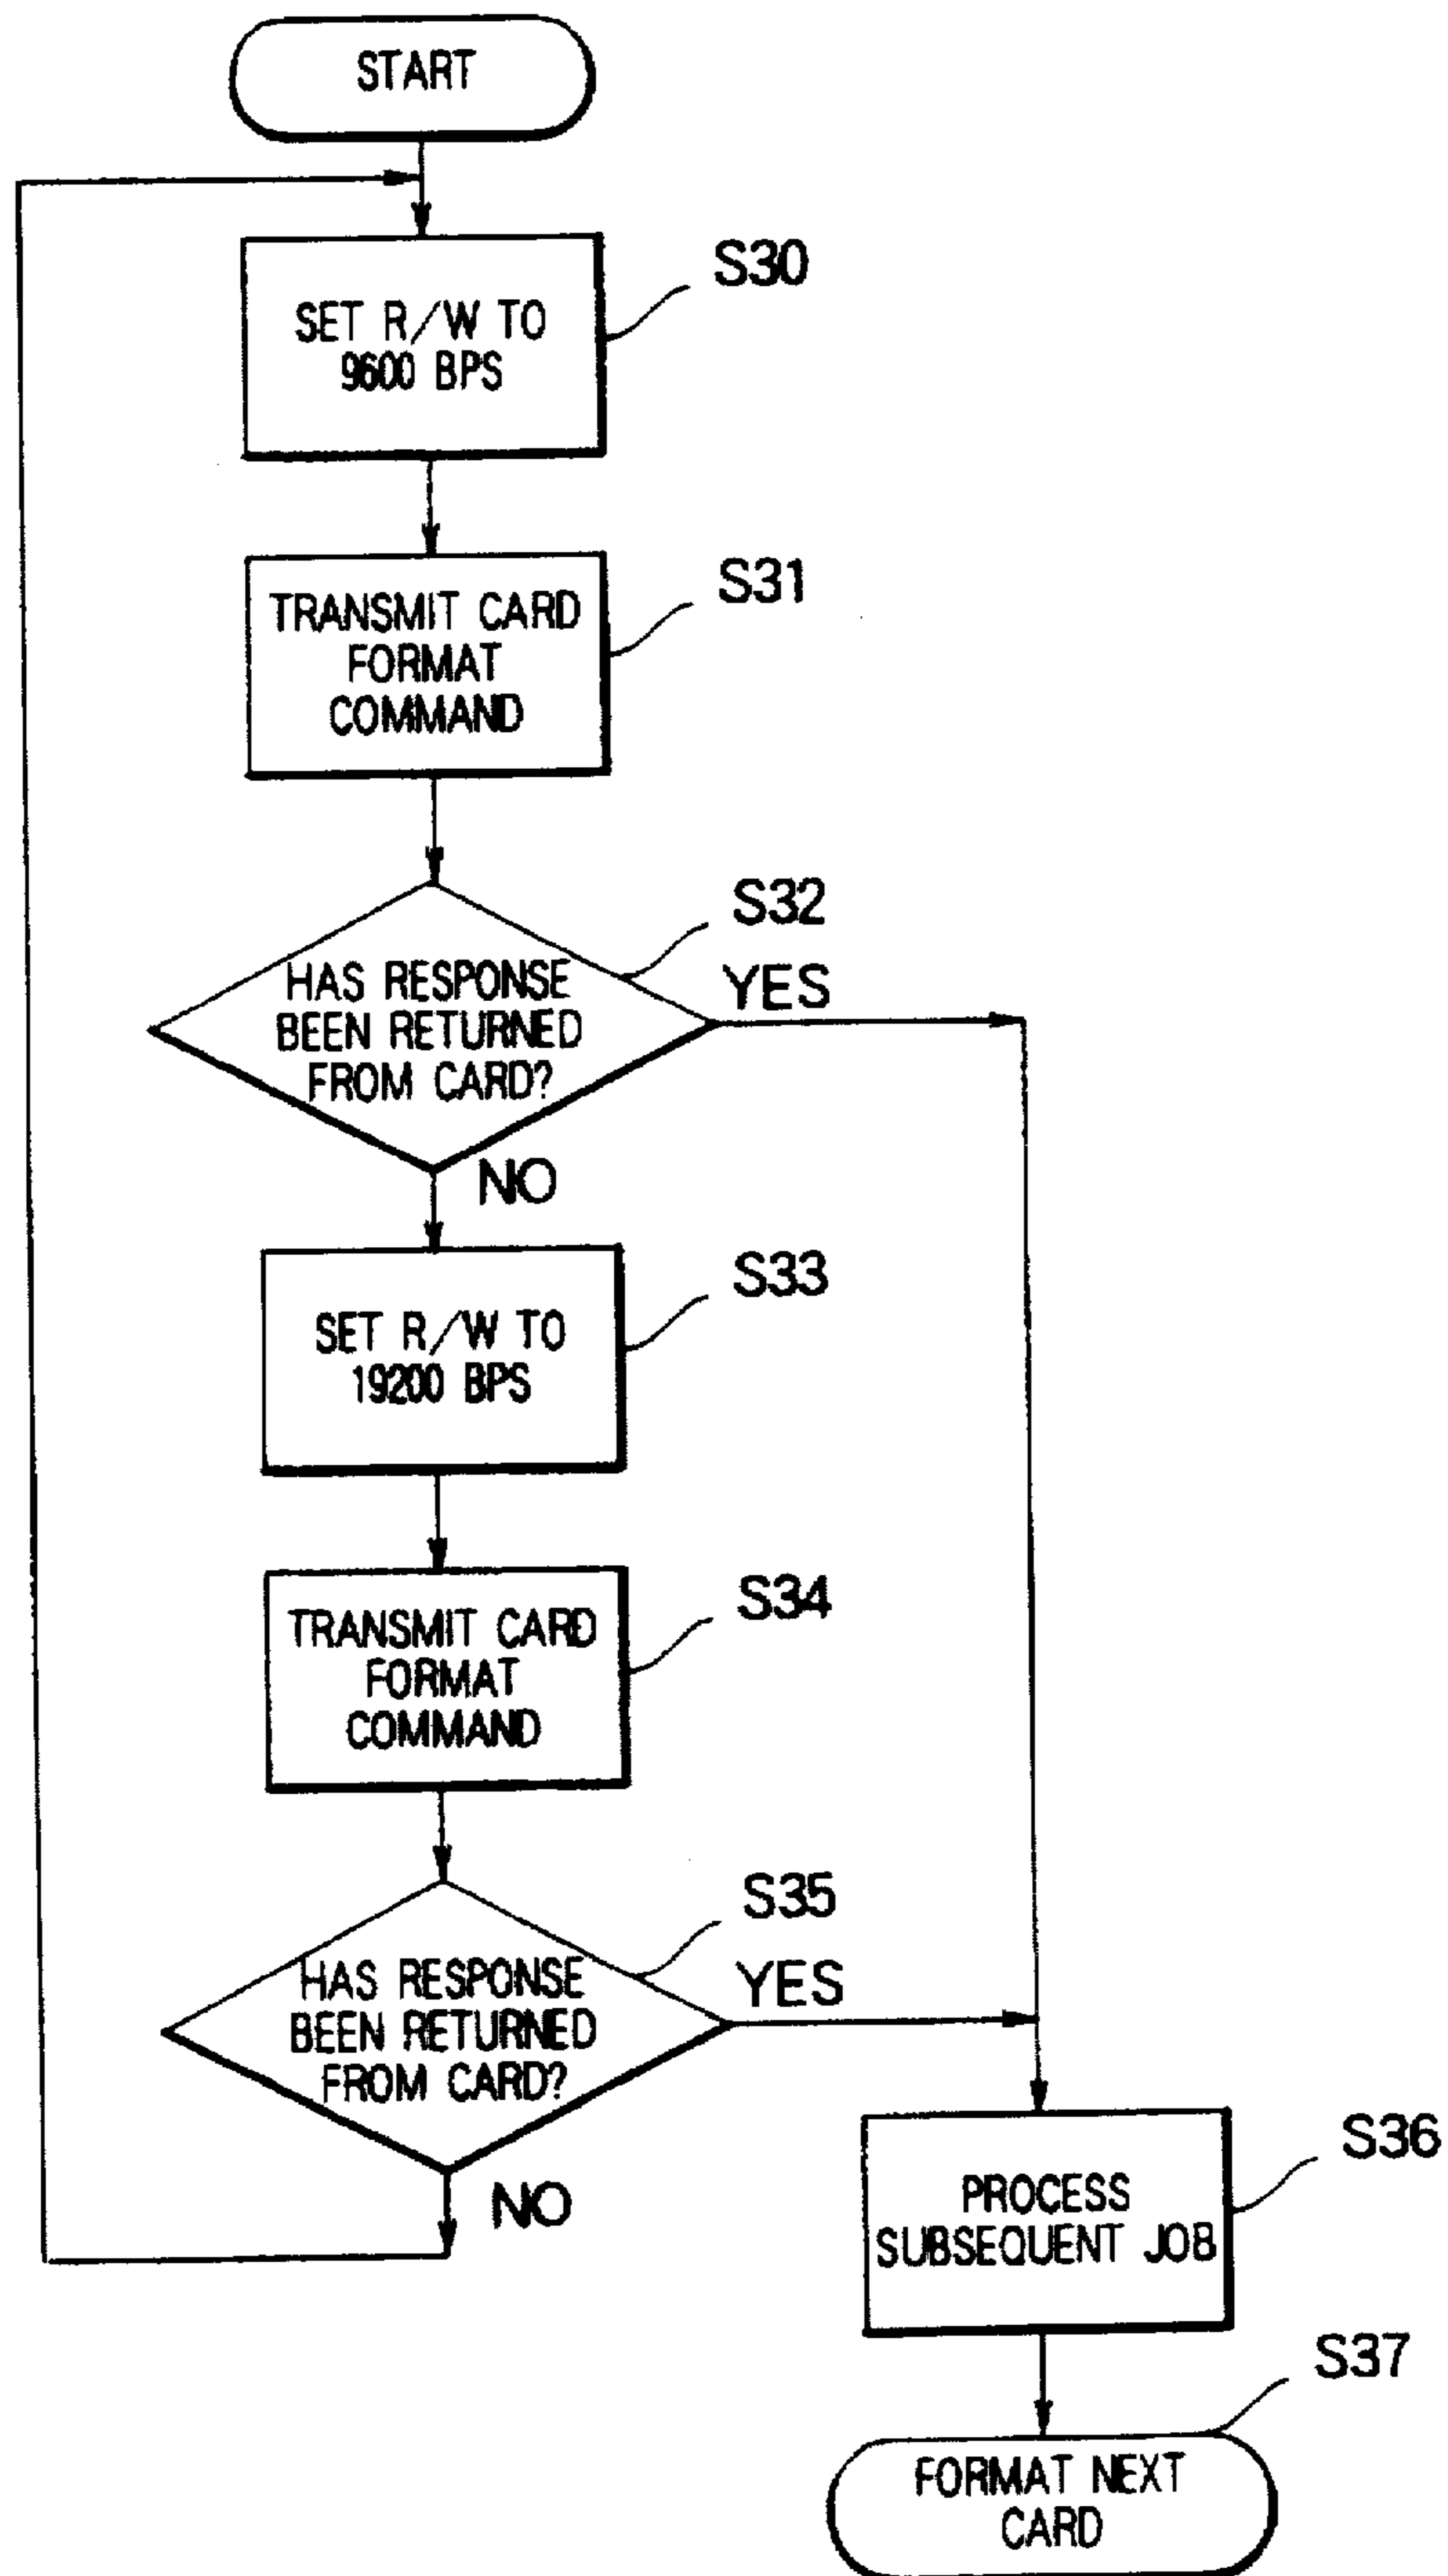 START
S30
SET R/W TO
9600 BPS
S31
TRANSMIT CARD
FORMAT
COMMAND
S32
HAS RESPONSE
BEEN RETURNED
FROM CARD?
YES
NO
S33
SET R/W TO
19200 BPS
S34
TRANSMIT CARD
FORMAT
COMMAND
S35
HAS RESPONSE
BEEN RETURNED
FROM CARD?
YES
NO
S36
PROCESS
SUBSEQUENT JOB
S37
FORMAT NEXT
CARD